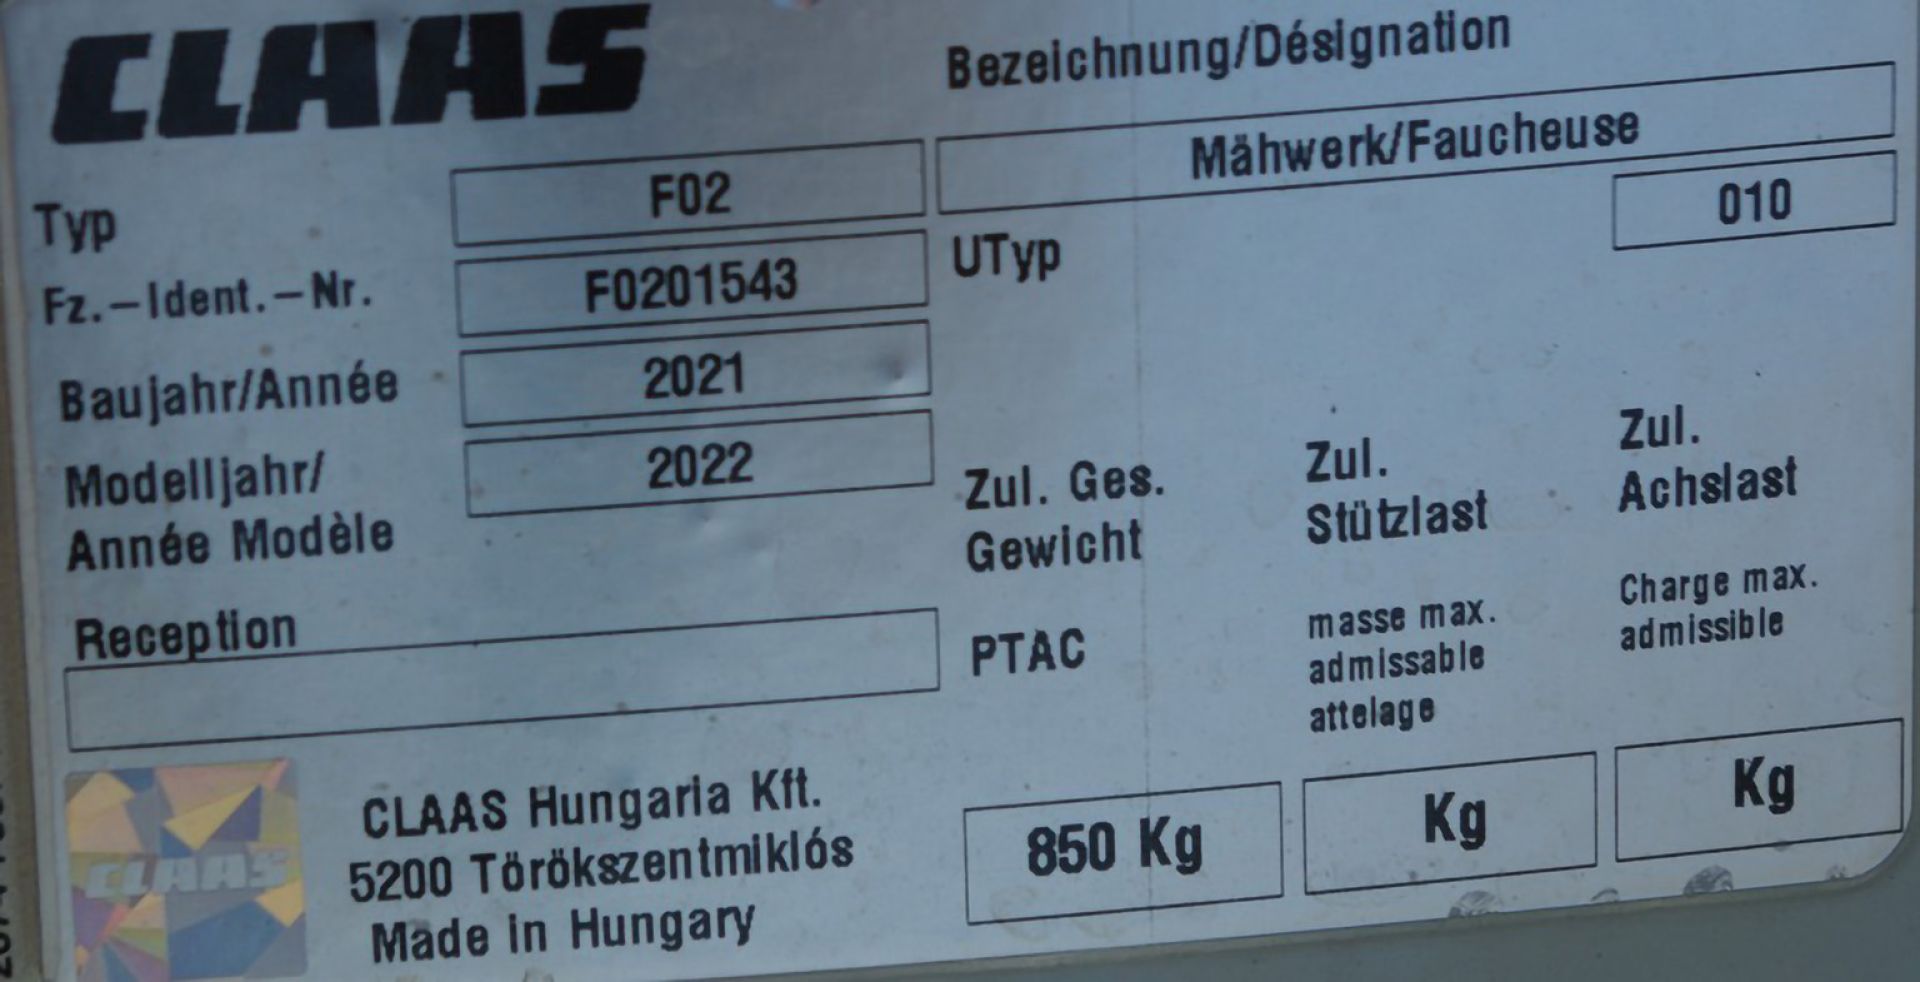 CLAAS
Bezeichnung/Désignation
Mähwerk/Faucheuse
Typ F02
UTyp 010
Fz.-Ident.-Nr. F0201543
Baujahr/Année 2021
Modelljahr/ 2022
Année Modèle
Reception
Zul. Ges.
Gewicht
PTAC
850 Kg
Zul.
Stützlast
masse max.
admissable
attelage
Kg
Zul.
Achslast
Charge max.
admissible
Kg
CLAAS
CLAAS Hungaria Kft.
5200 Törökszentmiklós
Made in Hungary